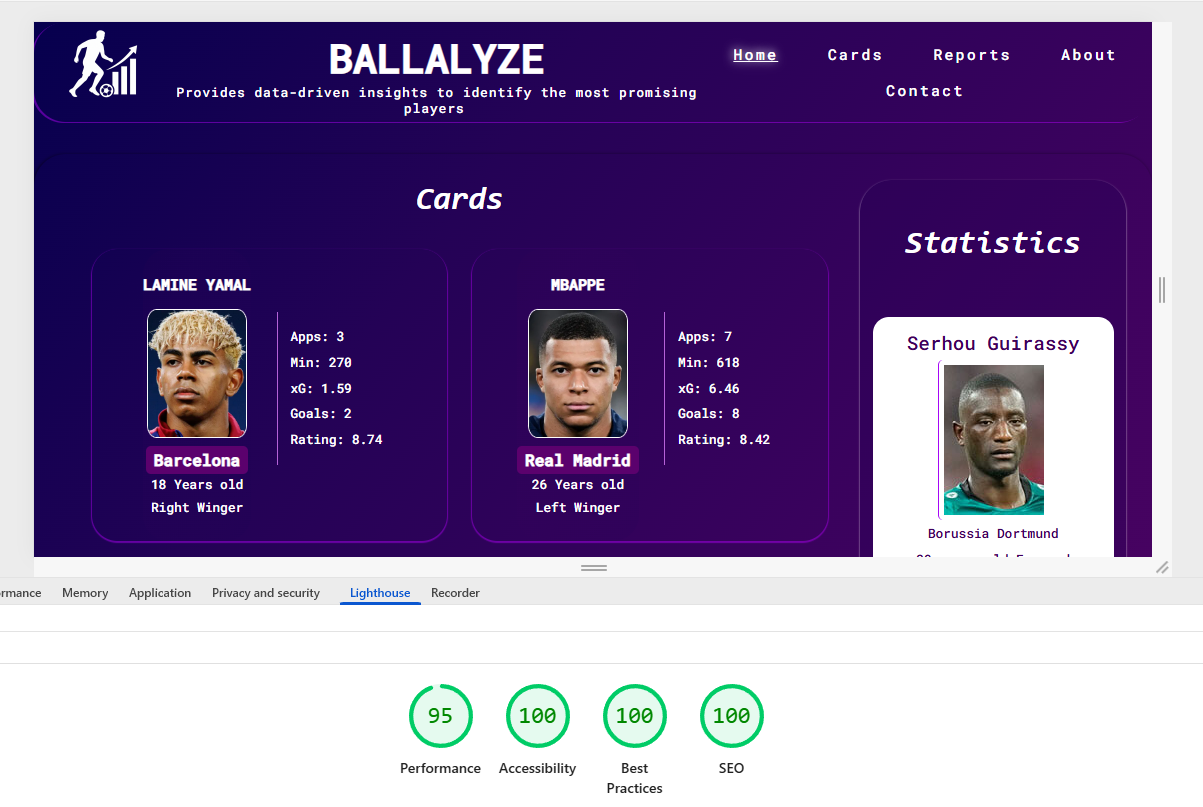 BALLALYZE
Provides data-driven insights to identify the most promising
players
Home Cards Reports About
Contact
Cards
LAMINE YAMAL
Apps: 3
Min: 270
xG: 1.59
Goals: 2
Rating: 8.74
Barcelona
18 Years old
Right Winger
MBAPPE
Apps: 7
Min: 618
xG: 6.46
Goals: 8
Rating: 8.42
Real Madrid
26 Years old
Left Winger
Statistics
Serhou Guirassy
Borussia Dortmund
rmance Memory Application Privacy and security Lighthouse Recorder
95 100 100 100
Performance Accessibility Best SEO
Practices